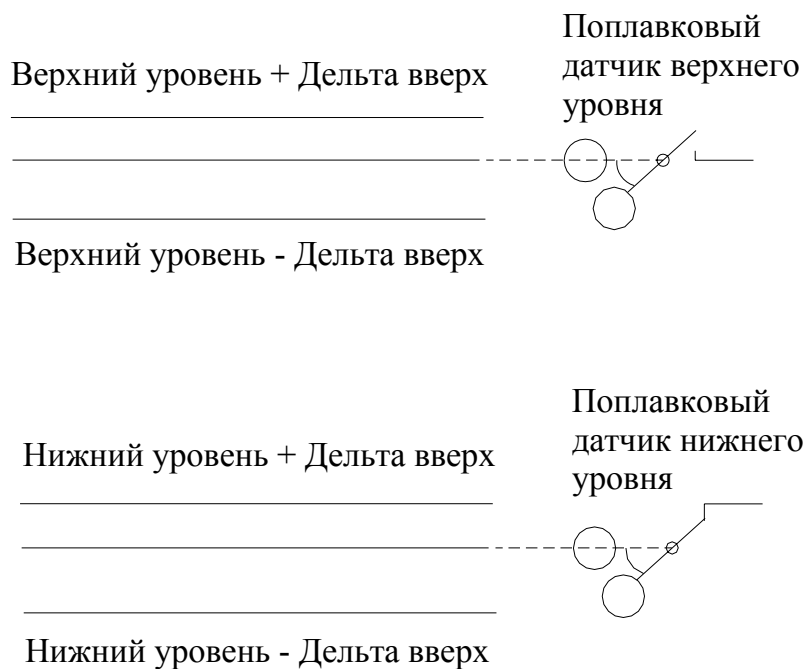 Поплавковый
датчик верхнего
уровня
Верхний уровень + Дельта вверх
Верхний уровень - Дельта вверх
Поплавковый
датчик нижнего
уровня
Нижний уровень + Дельта вверх
Нижний уровень - Дельта вверх